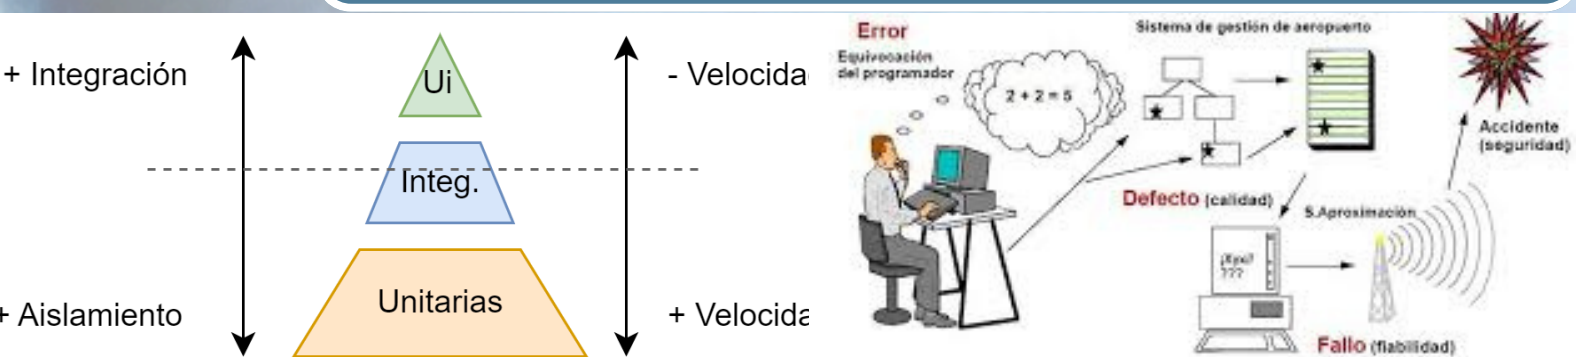 + Integración
Ui
- Velocida
Integ.
+ Aislamiento
Unitarias
+ Velocida
Error
Equivocación
del programador
2 + 2 = 5
Sistema de gestión de aeropuerto
Accidente
(seguridad)
Defecto (calidad)
S.Aproximación
???
Fallo (fiabilidad)